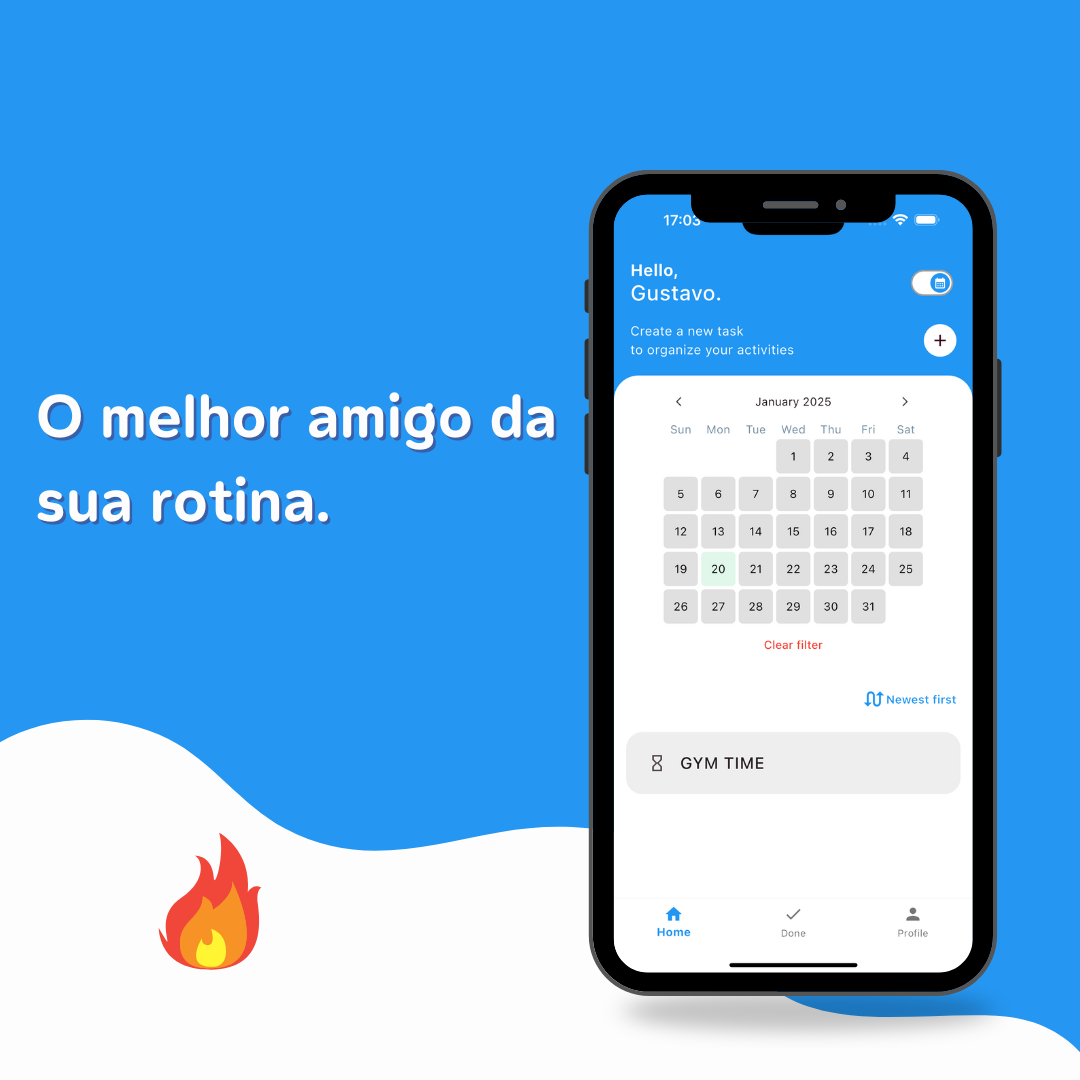 O melhor amigo da
sua rotina.
17:03
Hello,
Gustavo.
Create a new task
to organize your activities
January 2025
Sun Mon Tue Wed Thu Fri Sat
1 2 3 4
5 6 7 8 9 10 11
12 13 14 15 16 17 18
19 20 21 22 23 24 25
26 27 28 29 30 31
Clear filter
Newest first
GYM TIME
Home Done Profile